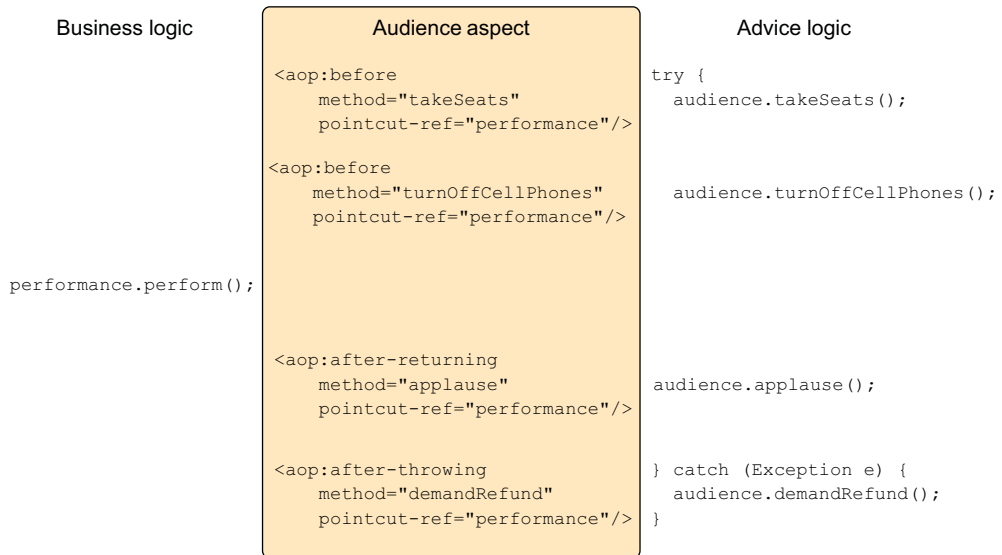 Business logic
Audience aspect
Advice logic
<aop:before
method="takeSeats"
pointcut-ref="performance"/>
try {
audience.takeSeats();
<aop:before
method="turnOffCellPhones"
pointcut-ref="performance"/>
audience.turnOffCellPhones();
performance.perform();
<aop:after-returning
method="applause"
pointcut-ref="performance"/>
audience.applause();
<aop:after-throwing
method="demandRefund"
pointcut-ref="performance"/>
} catch (Exception e) {
audience.demandRefund();
}